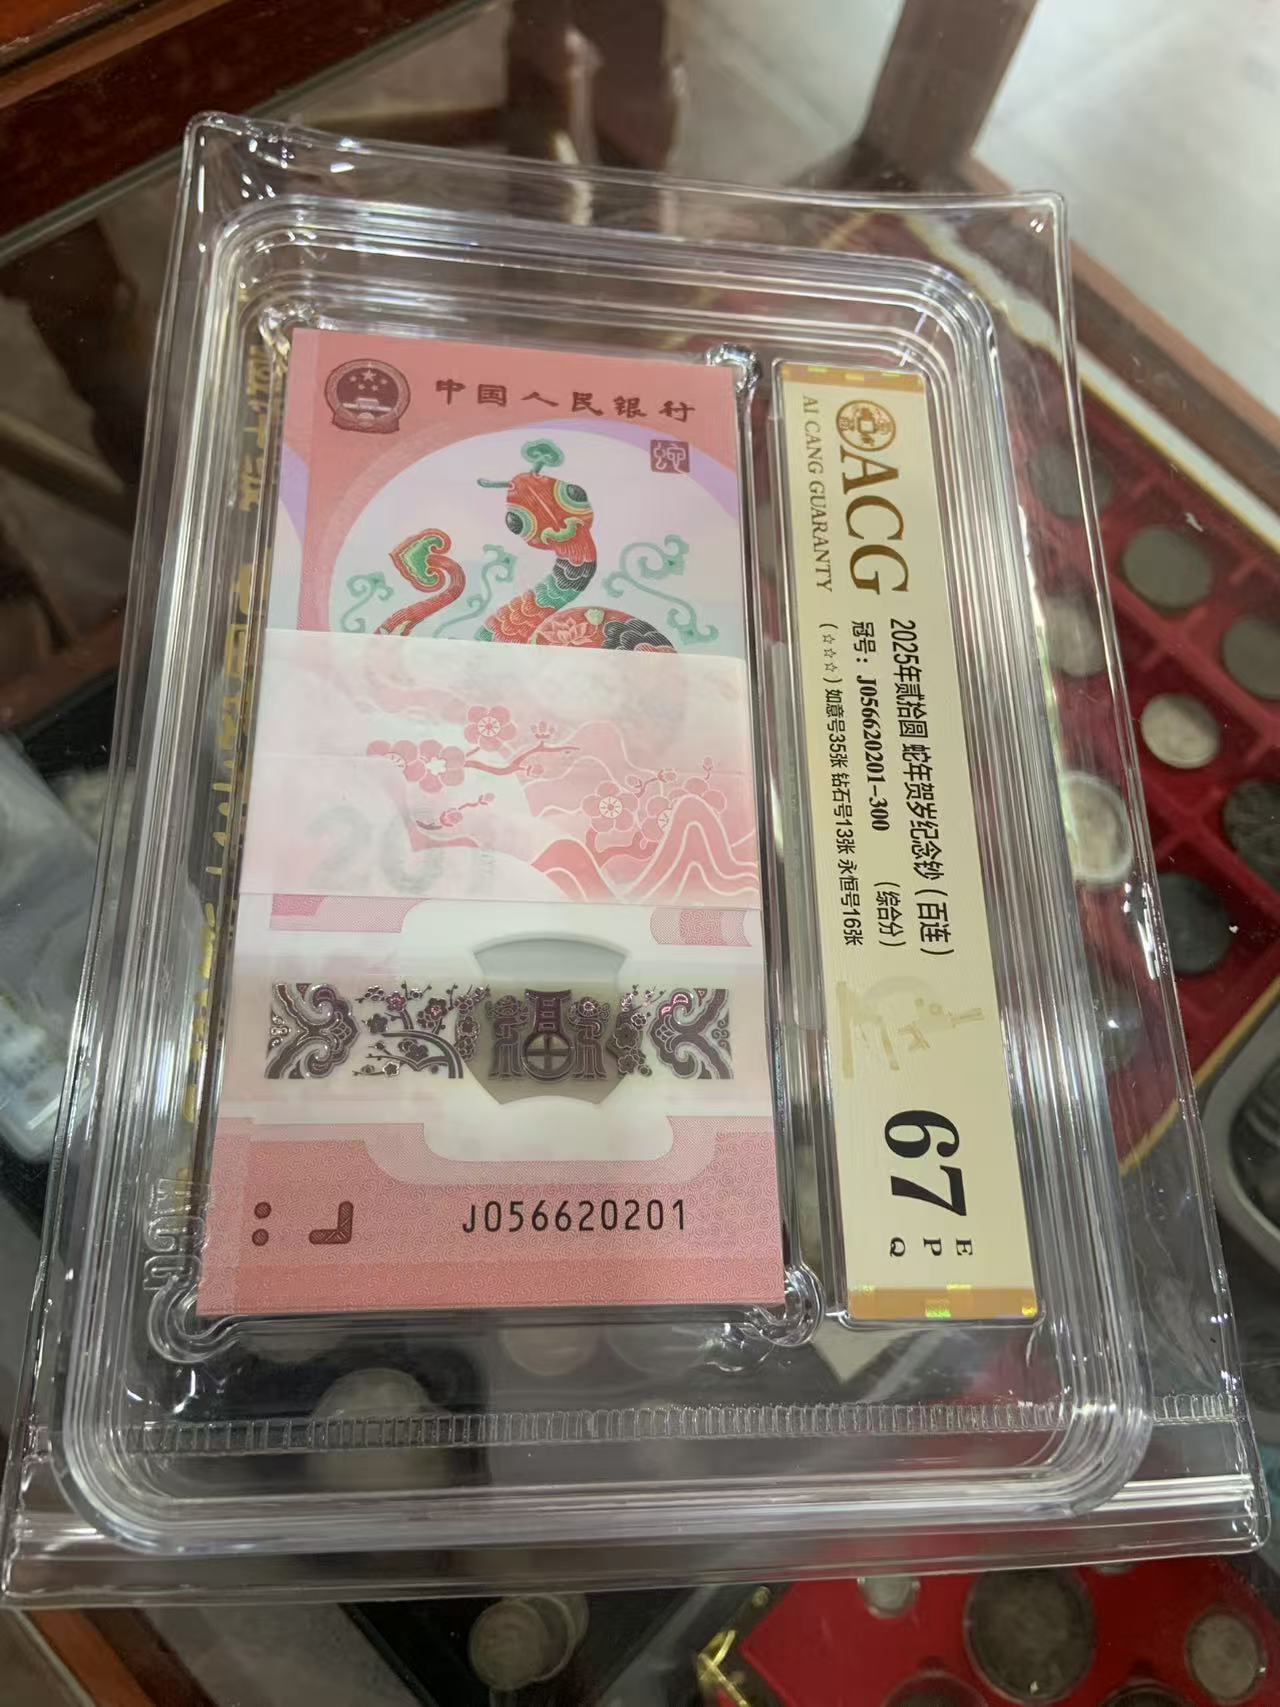 中国人民银行
J056620201
ACG
AI CANG GUARANTY
2025年贰拾圆 蛇年贺岁纪念钞（百连）
冠号：J056620201-300 （综合分）
（☆☆☆）如意号35张 钻石号13张 永恒号16张
67
E
P
Q
ACG